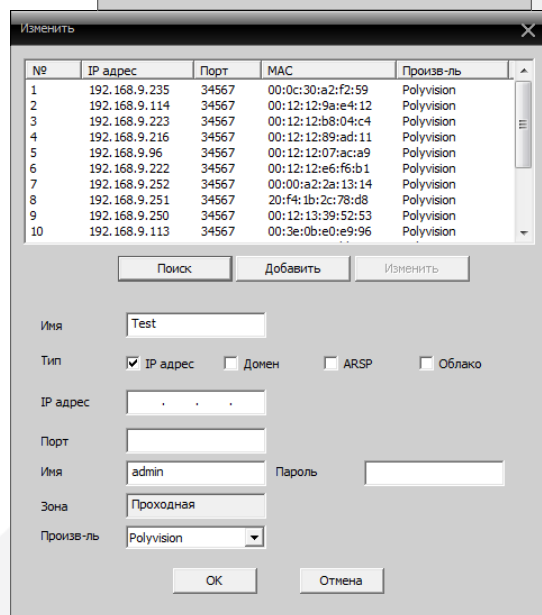 Изменить
№ IP адрес Порт MAC Произв-ль
1 192.168.9.235 34567 00:0c:30:a2:f2:59 Polyvision
2 192.168.9.114 34567 00:12:12:9a:e4:12 Polyvision
3 192.168.9.223 34567 00:12:12:b8:04:c4 Polyvision
4 192.168.9.216 34567 00:12:12:89:ad:11 Polyvision
5 192.168.9.96 34567 00:12:12:07:ac:a9 Polyvision
6 192.168.9.222 34567 00:12:12:e6:f6:b1 Polyvision
7 192.168.9.252 34567 00:00:a2:2a:13:14 Polyvision
8 192.168.9.251 34567 20:f4:1b:2c:78:d8 Polyvision
9 192.168.9.250 34567 00:12:13:39:52:53 Polyvision
10 192.168.9.113 34567 00:3e:0b:e0:e9:96 Polyvision
Поиск Добавить Изменить
Имя Test
Тип IP адрес Домен ARSP Облако
IP адрес . . .
Порт
Имя admin Пароль
Зона Проходная
Произв-ль Polyvision
OK Отмена